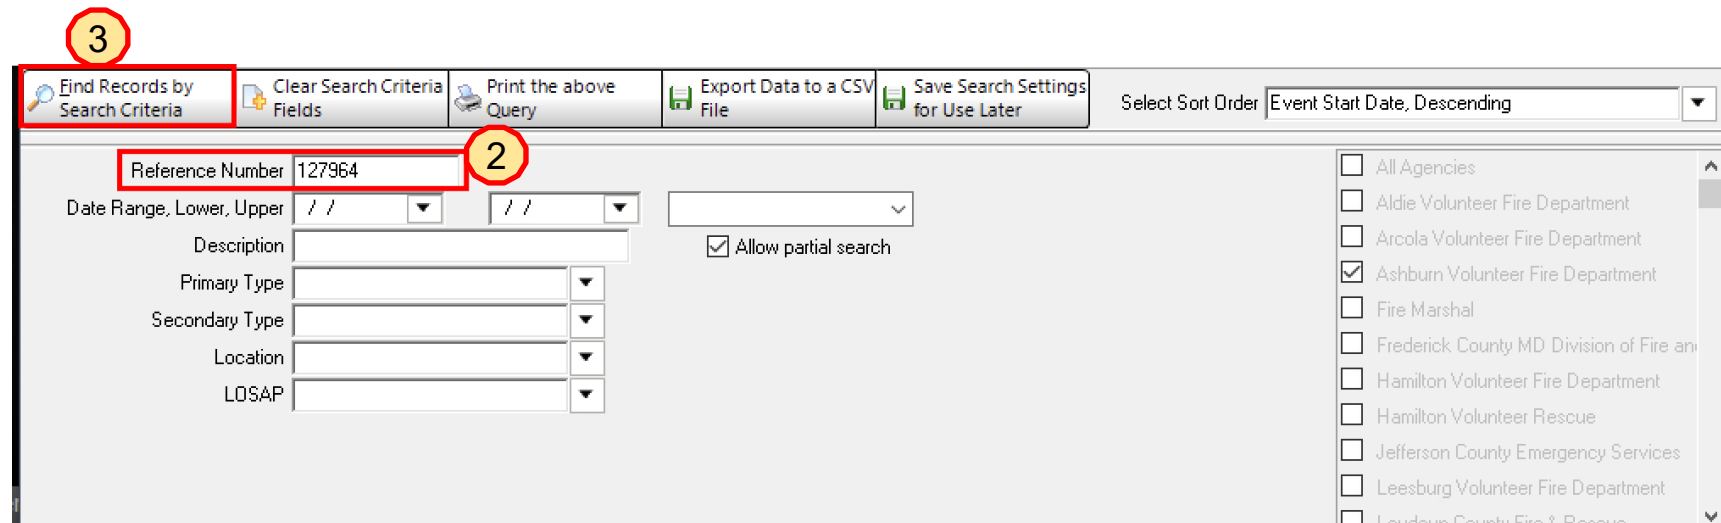 3
Find Records by
Search Criteria
Clear Search Criteria
Fields
Print the above
Query
Export Data to a CSV
File
Save Search Settings
for Use Later
Select Sort Order Event Start Date, Descending
Reference Number 127964
2
Date Range, Lower, Upper / / / /
Description
Allow partial search
Primary Type
Secondary Type
Location
LOSAP
All Agencies
Aldie Volunteer Fire Department
Arcola Volunteer Fire Department
Ashburn Volunteer Fire Department
Fire Marshal
Frederick County MD Division of Fire an
Hamilton Volunteer Fire Department
Hamilton Volunteer Rescue
Jefferson County Emergency Services
Leesburg Volunteer Fire Department
Loudoun County Fire & Rescue